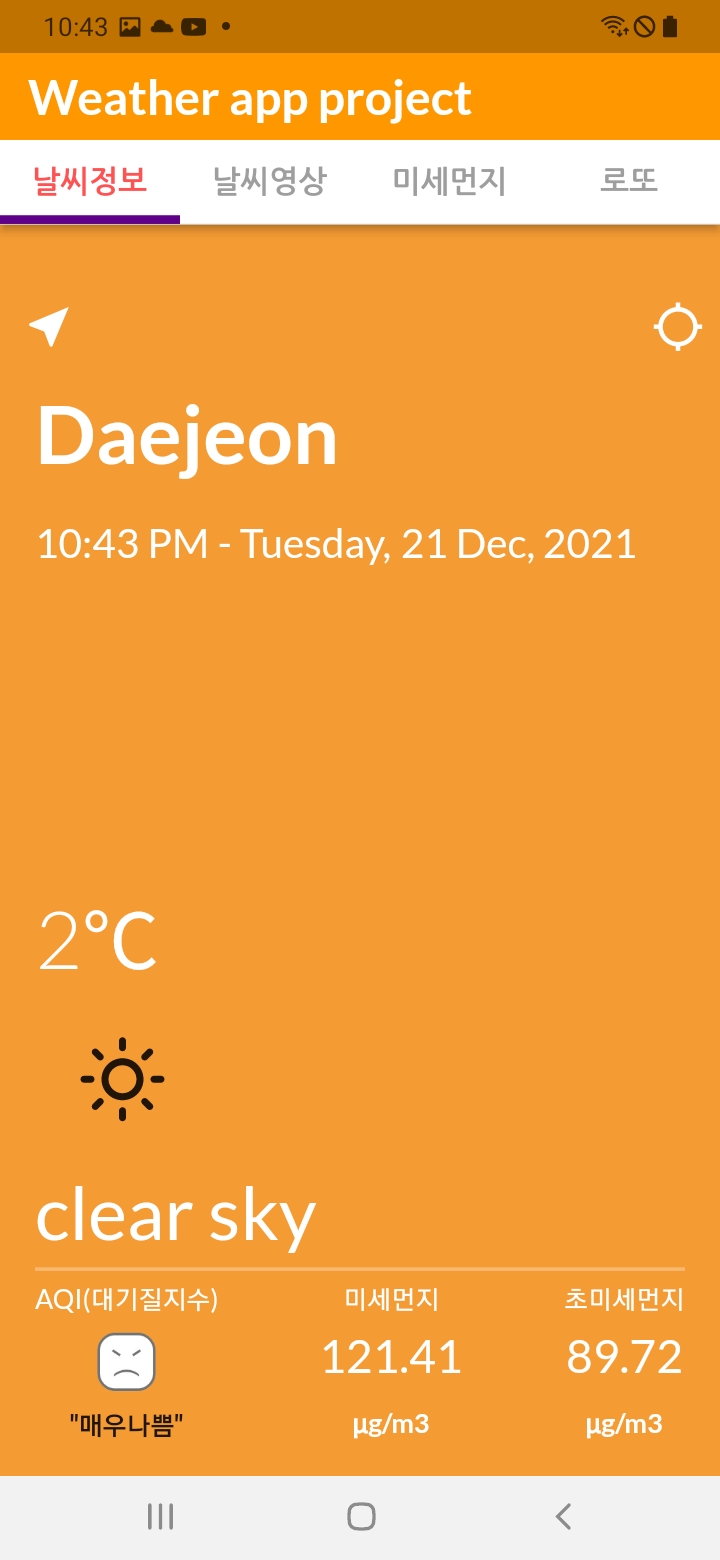 10:43
Weather app project
날씨정보 날씨영상 미세먼지 로또
Daejeon
10:43 PM - Tuesday, 21 Dec, 2021
2°C
clear sky
AQI(대기질지수) 미세먼지 초미세먼지
121.41 89.72
"매우나쁨" µg/m3 µg/m3